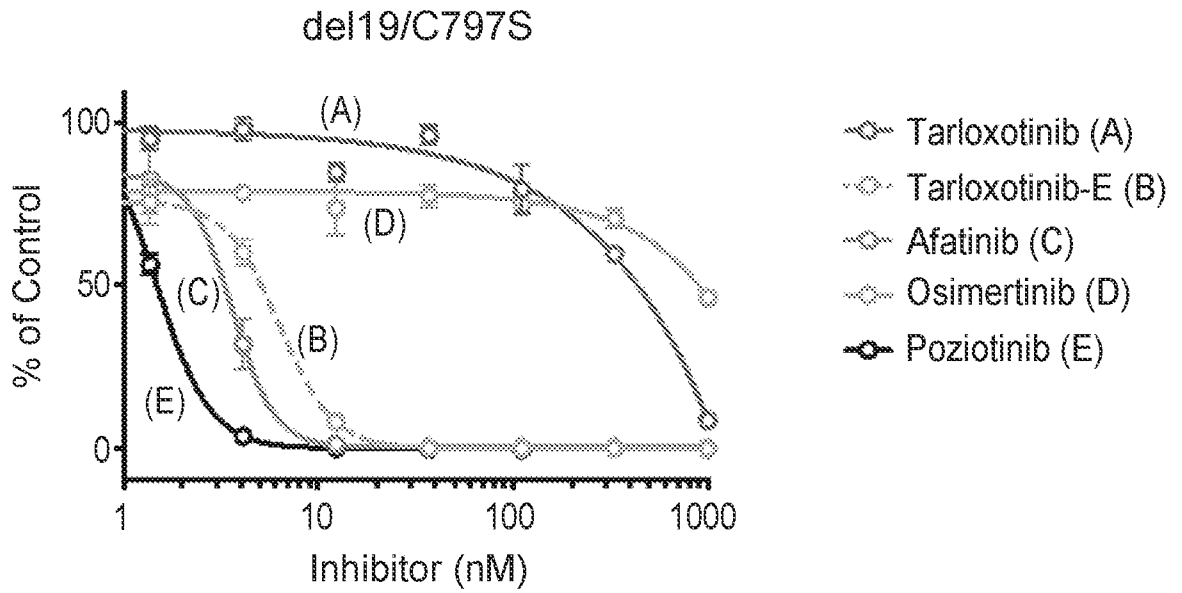 del19/C797S
% of Control
100
50
0
(A)
(D)
(C)
(B)
(E)
1
10
100
1000
Inhibitor (nM)
Tarloxotinib (A)
Tarloxotinib-E (B)
Afatinib (C)
Osimertinib (D)
Poziotinib (E)